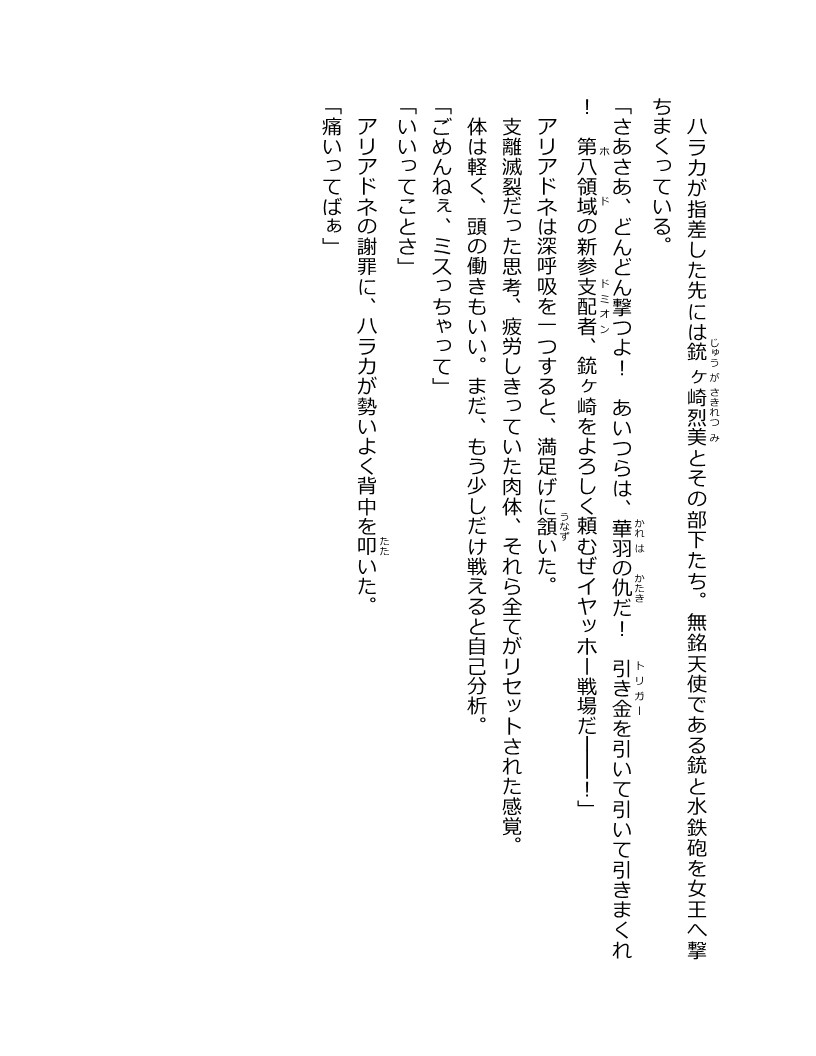 ハラカが指差した先には銃ヶ崎烈美とその部下たち。無銘天使である銃と水鉄砲を女王へ撃
ちまくっている。
「さあさあ、どんどん撃つよ！　あいつらは、華羽の仇だ！　引き金を引いて引いて引きまくれ
！　第八領域の新参支配者、銃ヶ崎をよろしく頼むぜイヤッホー戦場だ――！」
アリアドネは深呼吸を一つすると、満足げに頷いた。
支離滅裂だった思考、疲労しきっていた肉体、それら全てがリセットされた感覚。
体は軽く、頭の働きもいい。まだ、もう少しだけ戦えると自己分析。
「ごめんねぇ、ミスっちゃって」
「いいってことさ」
アリアドネの謝罪に、ハラカが勢いよく背中を叩いた。
「痛いってばぁ」